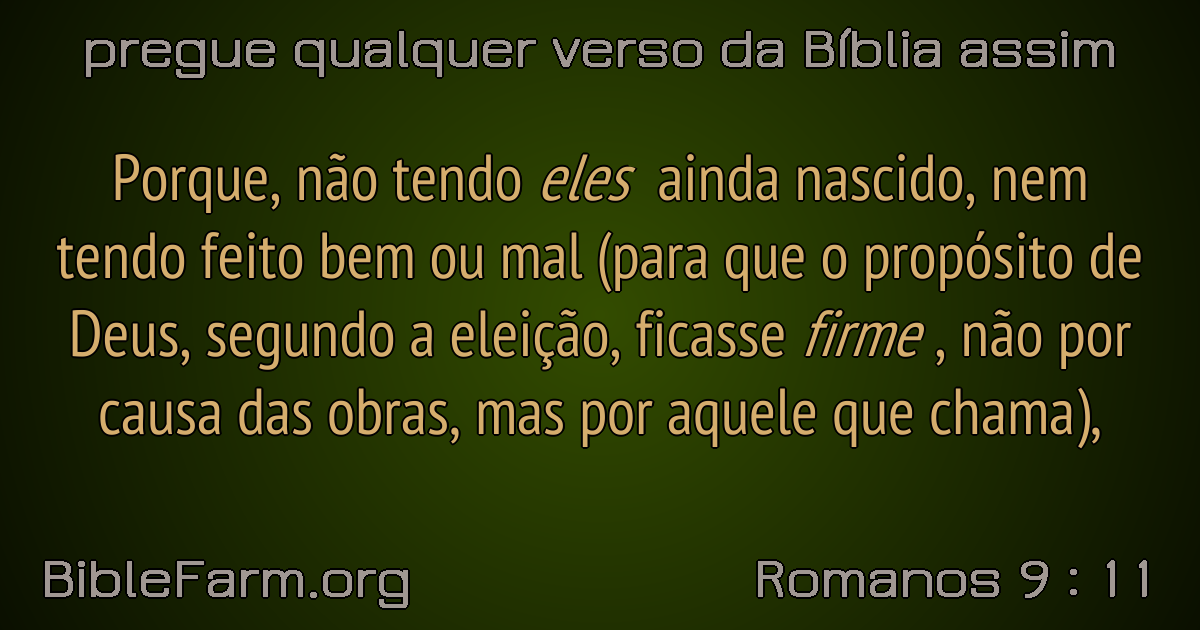 pregue qualquer verso da Bíblia assim
Porque, não tendo eles ainda nascido, nem
tendo feito bem ou mal (para que o propósito de
Deus, segundo a eleição, ficasse firme , não por
causa das obras, mas por aquele que chama),
BibleFarm.org
Romanos 9 : 11